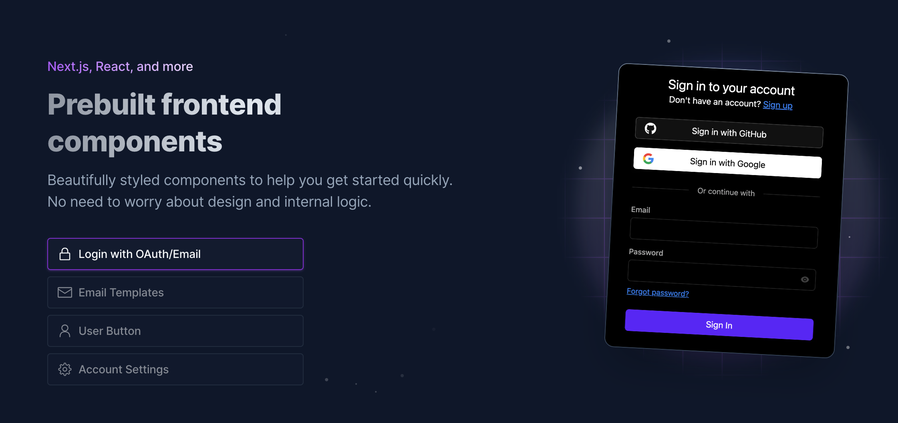 Next.js, React, and more
Prebuilt frontend
components
Beautifully styled components to help you get started quickly.
No need to worry about design and internal logic.
Login with OAuth/Email
Email Templates
User Button
Account Settings
Sign in to your account
Don't have an account? Sign up
Sign in with GitHub
Sign in with Google
Or continue with
Email
Password
Forgot password?
Sign In